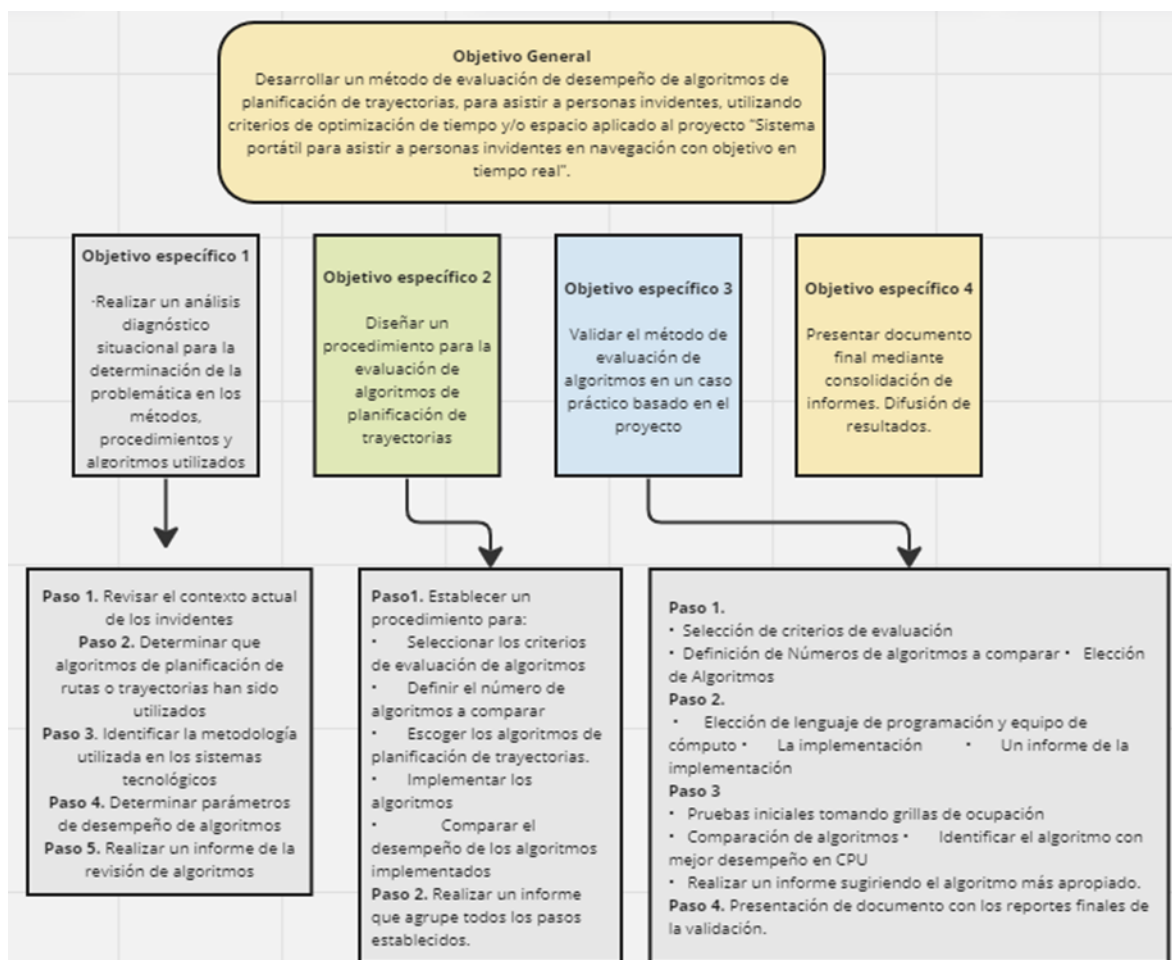 Objetivo General
Desarrollar un método de evaluación de desempeño de algoritmos de
planificación de trayectorias, para asistir a personas invidentes, utilizando
criterios de optimización de tiempo y/o espacio aplicado al proyecto "Sistema
portátil para asistir a personas invidentes en navegación con objetivo en
tiempo real".
Objetivo específico 1
·Realizar un análisis
diagnóstico
situacional para la
determinación de la
problemática en los
métodos,
procedimientos y
algoritmos utilizados
Objetivo específico 2
Diseñar un
procedimiento para la
evaluación de
algoritmos de
planificación de
trayectorias
Objetivo específico 3
Validar el método de
evaluación de
algoritmos en un caso
práctico basado en el
proyecto
Objetivo específico 4
Presentar documento
final mediante
consolidación de
informes. Difusión de
resultados.
Paso 1. Revisar el contexto actual
de los invidentes
Paso 2. Determinar que
algoritmos de planificación de
rutas o trayectorias han sido
utilizados
Paso 3. Identificar la metodología
utilizada en los sistemas
tecnológicos
Paso 4. Determinar parámetros
de desempeño de algoritmos
Paso 5. Realizar un informe de la
revisión de algoritmos
Paso1. Establecer un
procedimiento para:
• Seleccionar los criterios
de evaluación de algoritmos
• Definir el número de
algoritmos a comparar
• Escoger los algoritmos de
planificación de trayectorias.
• Implementar los
algoritmos
• Comparar el
desempeño de los algoritmos
implementados
Paso 2. Realizar un informe
que agrupe todos los pasos
establecidos.
Paso 1.
• Selección de criterios de evaluación
• Definición de Números de algoritmos a comparar • Elección
de Algoritmos
Paso 2.
• Elección de lenguaje de programación y equipo de
cómputo • La implementación • Un informe de la
implementación
Paso 3
• Pruebas iniciales tomando grillas de ocupación
• Comparación de algoritmos • Identificar el algoritmo con
mejor desempeño en CPU
• Realizar un informe sugiriendo el algoritmo más apropiado.
Paso 4. Presentación de documento con los reportes finales de
la validación.